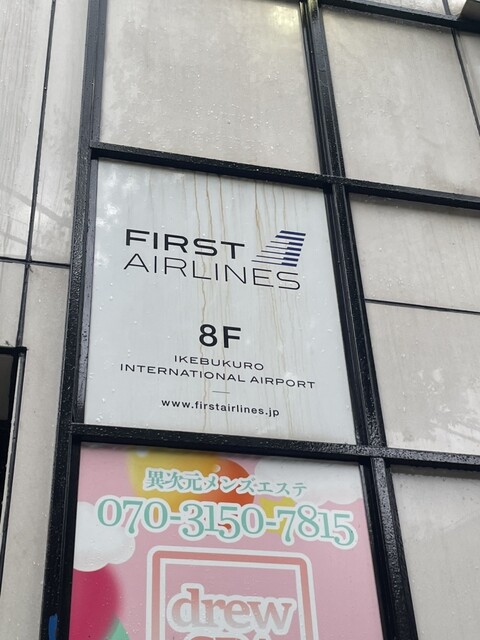 FIRST
AIRLINES
8F
IKEBUKURO
INTERNATIONAL AIRPORT
www.firstairlines.jp
異次元メンズエステ
070-3150-7815
drew